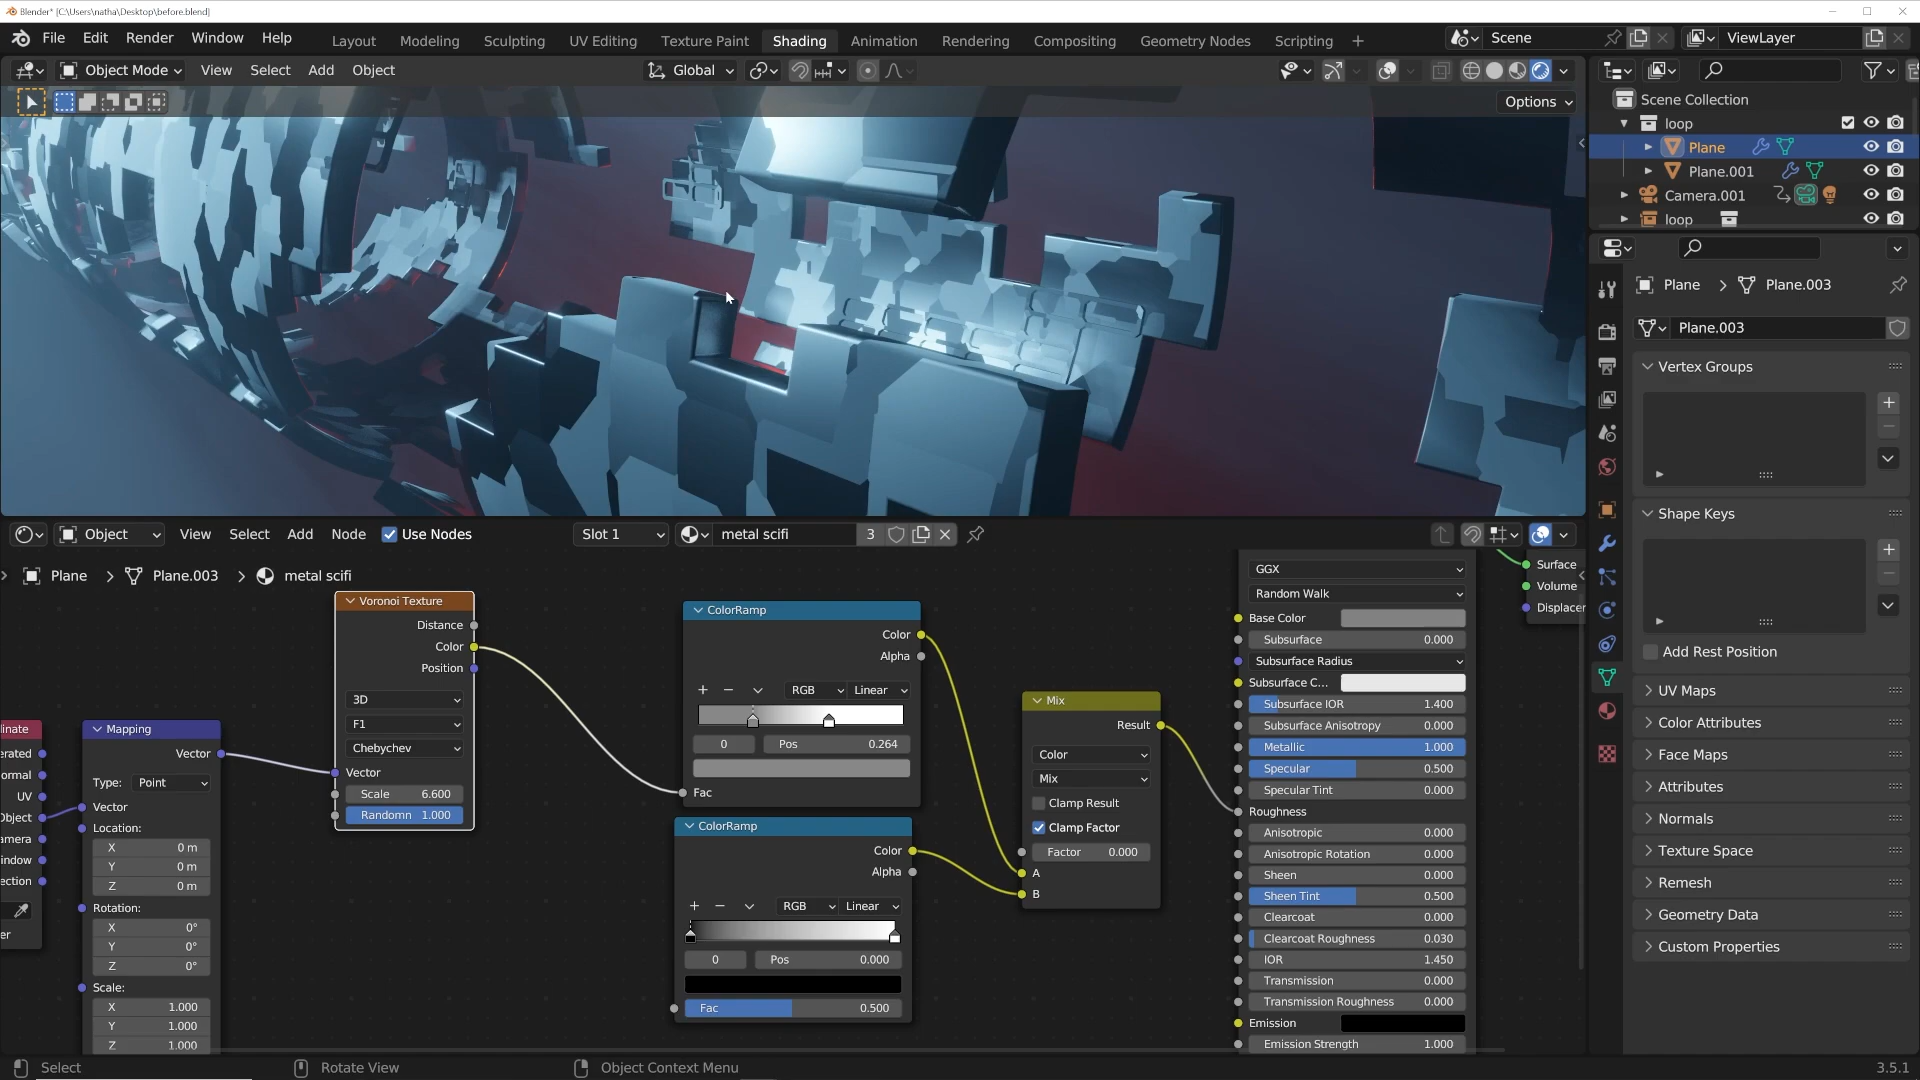 Blender* [C:\Users\natha\Desktop\before.blend]
File Edit Render Window Help Layout Modeling Sculpting UV Editing Texture Paint Shading Animation Rendering Compositing Geometry Nodes Scripting + Scene ViewLayer
Object Mode View Select Add Object Global
Options
Scene Collection
loop
Plane
Plane.001
Camera.001
loop
Plane > Plane.003
Plane.003
Vertex Groups
Shape Keys
Add Rest Position
UV Maps
Color Attributes
Face Maps
Attributes
Normals
Texture Space
Remesh
Geometry Data
Custom Properties
Object View Select Add Node Use Nodes Slot 1 metal scifi 3
Plane > Plane.003 > metal scifi
inate
erated
ormal
UV
Object
amera
indow
ection
er
Mapping
Vector
Type: Point
Vector
Location:
X 0 m
Y 0 m
Z 0 m
Rotation:
X 0°
Y 0°
Z 0°
Scale:
X 1.000
Y 1.000
Z 1.000
Voronoi Texture
Distance
Color
Position
3D
F1
Chebychev
Vector
Scale 6.600
Randomn 1.000
ColorRamp
Color
Alpha
RGB Linear
0 Pos 0.264
Fac
ColorRamp
Color
Alpha
RGB Linear
0 Pos 0.000
Fac 0.500
Mix
Result
Color
Mix
Clamp Result
Clamp Factor
Factor 0.000
A
B
GGX
Random Walk
Base Color
Subsurface 0.000
Subsurface Radius
Subsurface C...
Subsurface IOR 1.400
Subsurface Anisotropy 0.000
Metallic 1.000
Specular 0.500
Specular Tint 0.000
Roughness
Anisotropic 0.000
Anisotropic Rotation 0.000
Sheen 0.000
Sheen Tint 0.500
Clearcoat 0.000
Clearcoat Roughness 0.030
IOR 1.450
Transmission 0.000
Transmission Roughness 0.000
Emission
Emission Strength 1.000
Surface
Volume
Displacer
Select Rotate View Object Context Menu 3.5.1